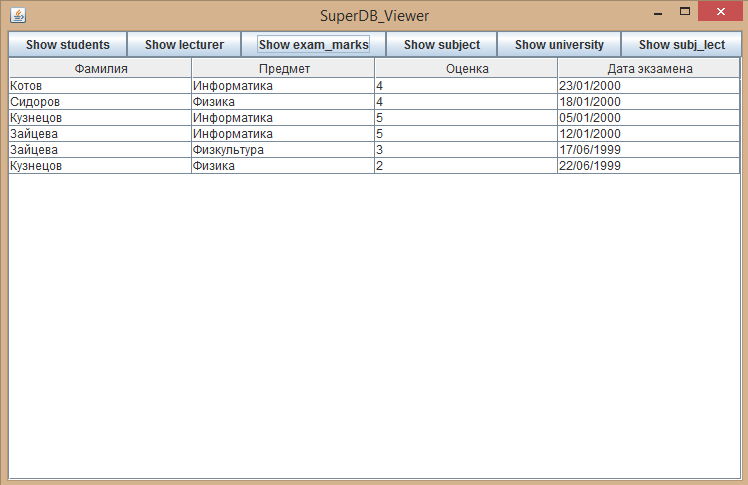 SuperDB_Viewer
Show students Show lecturer Show exam_marks Show subject Show university Show subj_lect
Фамилия Предмет Оценка Дата экзамена
Котов Информатика 4 23/01/2000
Сидоров Физика 4 18/01/2000
Кузнецов Информатика 5 05/01/2000
Зайцева Информатика 5 12/01/2000
Зайцева Физкультура 3 17/06/1999
Кузнецов Физика 2 22/06/1999